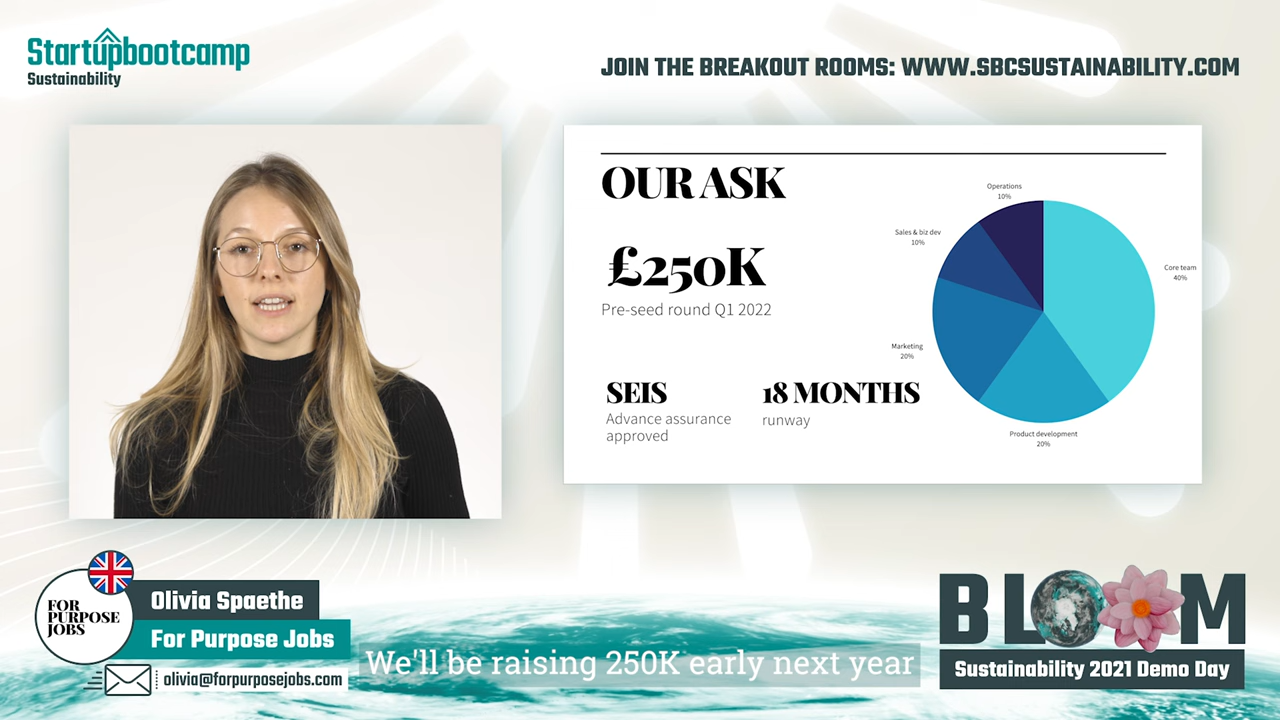 Startupbootcamp
Sustainability
JOIN THE BREAKOUT ROOMS: WWW.SBCSUSTAINABILITY.COM
OUR ASK
£250K
Pre-seed round Q1 2022
SEIS
Advance assurance
approved
18 MONTHS
runway
Operations
10%
Sales & biz dev
10%
Core team
40%
Marketing
20%
Product development
20%
FOR
PURPOSE
JOBS
Olivia Spaethe
For Purpose Jobs
olivia@forpurposejobs.com
We'll be raising 250K early next year
BLOOM
Sustainability 2021 Demo Day